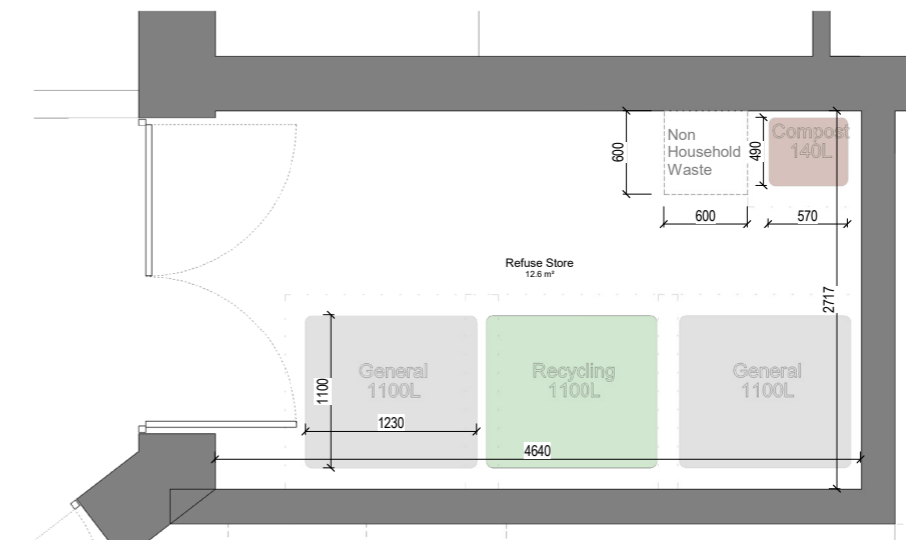 Non
Household
Waste
Compost
140L
600
490
600
570
2717
Refuse Store
12.6 m²
General
1100L
Recycling
1100L
General
1100L
1100
1230
4640